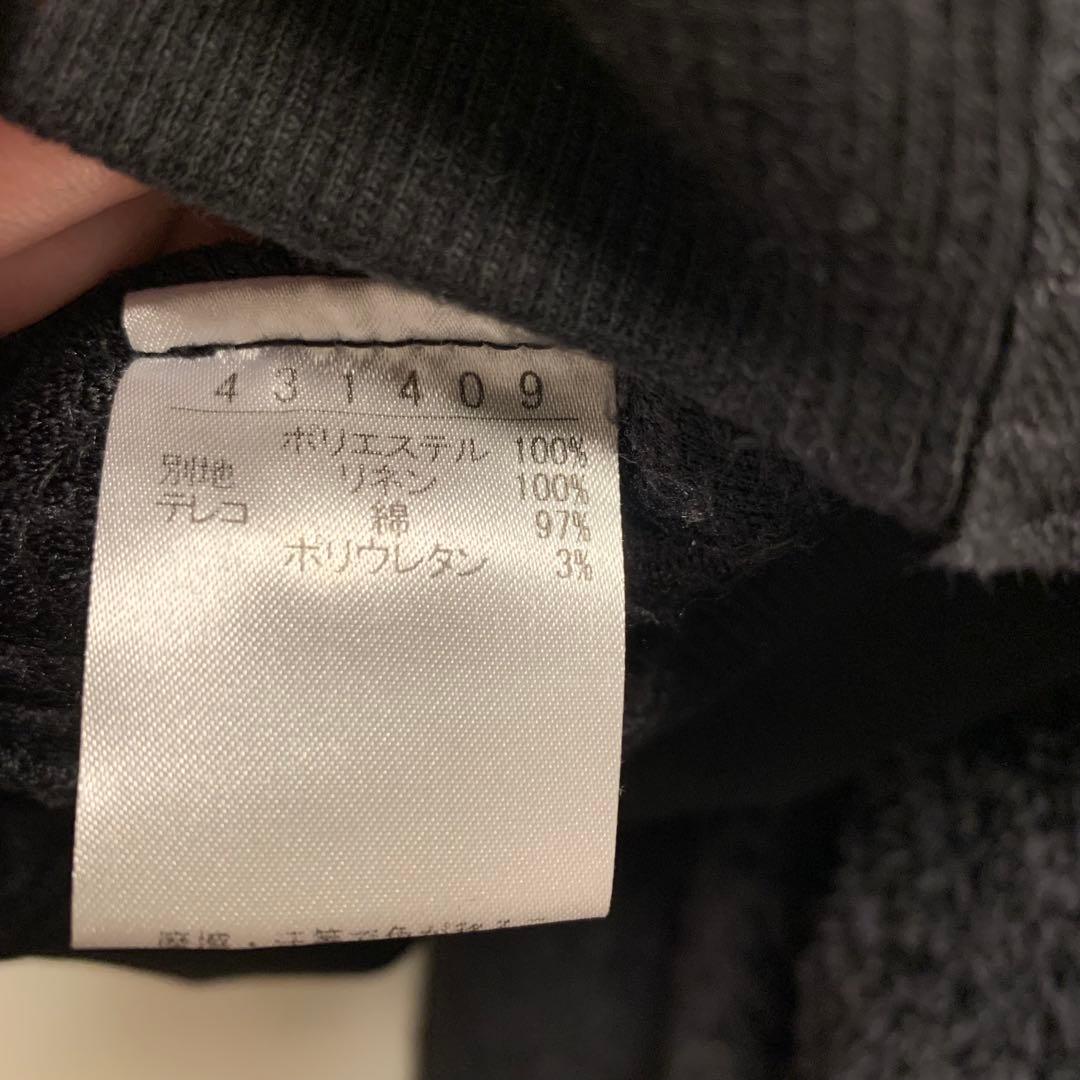 431409
ポリエステル 100%
別地 リネン 100%
テレコ 綿 97%
ポリウレタン 3%